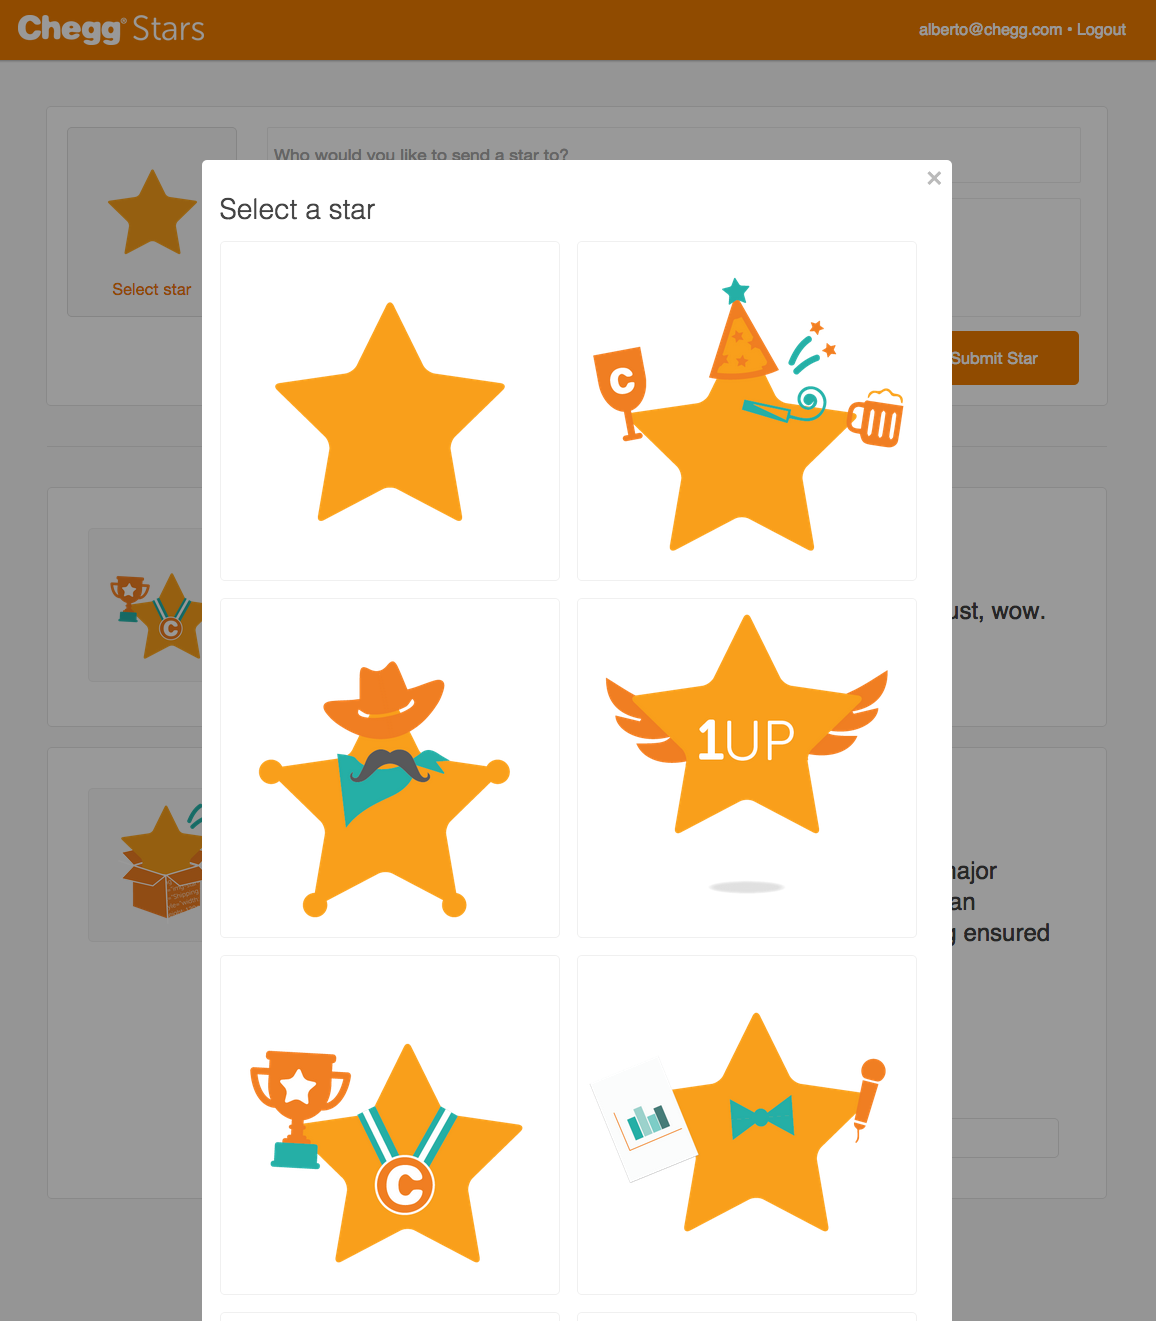 Chegg® Stars
alberto@chegg.com • Logout
Who would you like to send a star to?
Select star
Submit Star
×
Select a star
C
1UP
C
C
ust, wow.
major
an
g ensured